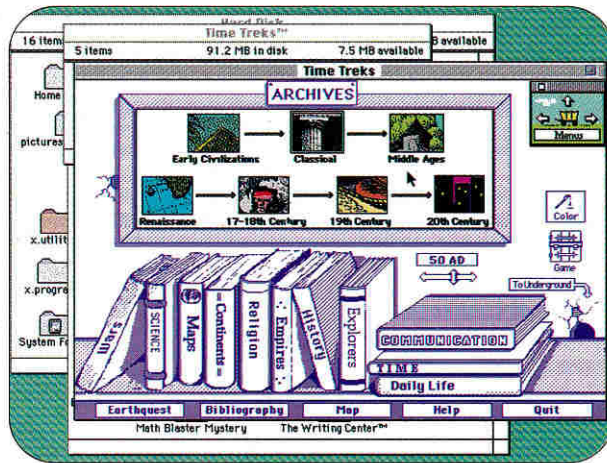 Hard Disk
16 items
Time Treks™
5 items 91.2 MB in disk 7.5 MB available
B available
Time Treks
ARCHIVES
Early Civilizations Classical Middle Ages
Renaissance 17-18th Century 19th Century 20th Century
Menus
Color
Game
50 AD
To Underground
Home
pictures
x.utilit
x.progra
System Fo
Wars
SCIENCE
Maps
Continents
Religion
Empires
History
Explorers
COMMUNICATION
TIME
Daily Life
Earthquest Bibliography Map Help Quit
Math Blaster Mystery The Writing Center™